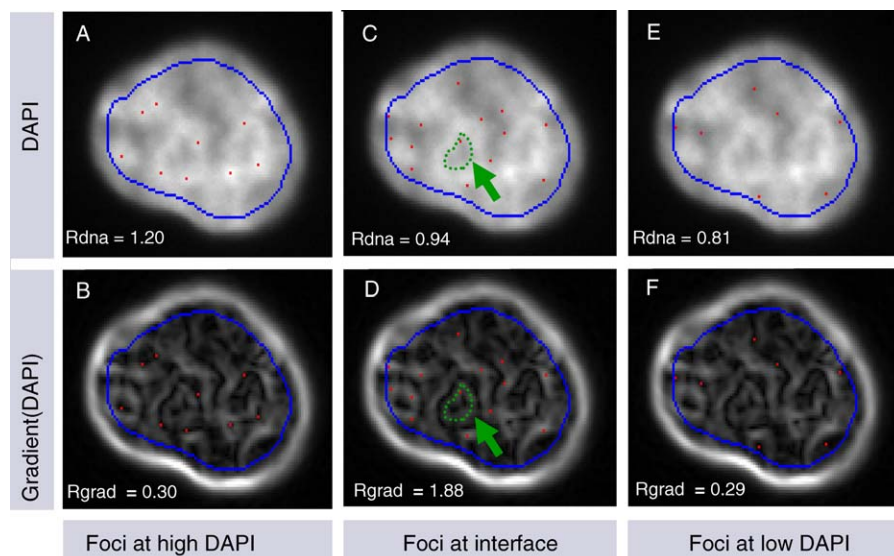 A
C
E
DAPI
Rdna = 1.20
Rdna = 0.94
Rdna = 0.81
B
D
F
Gradient(DAPI)
Rgrad = 0.30
Rgrad = 1.88
Rgrad = 0.29
Foci at high DAPI
Foci at interface
Foci at low DAPI